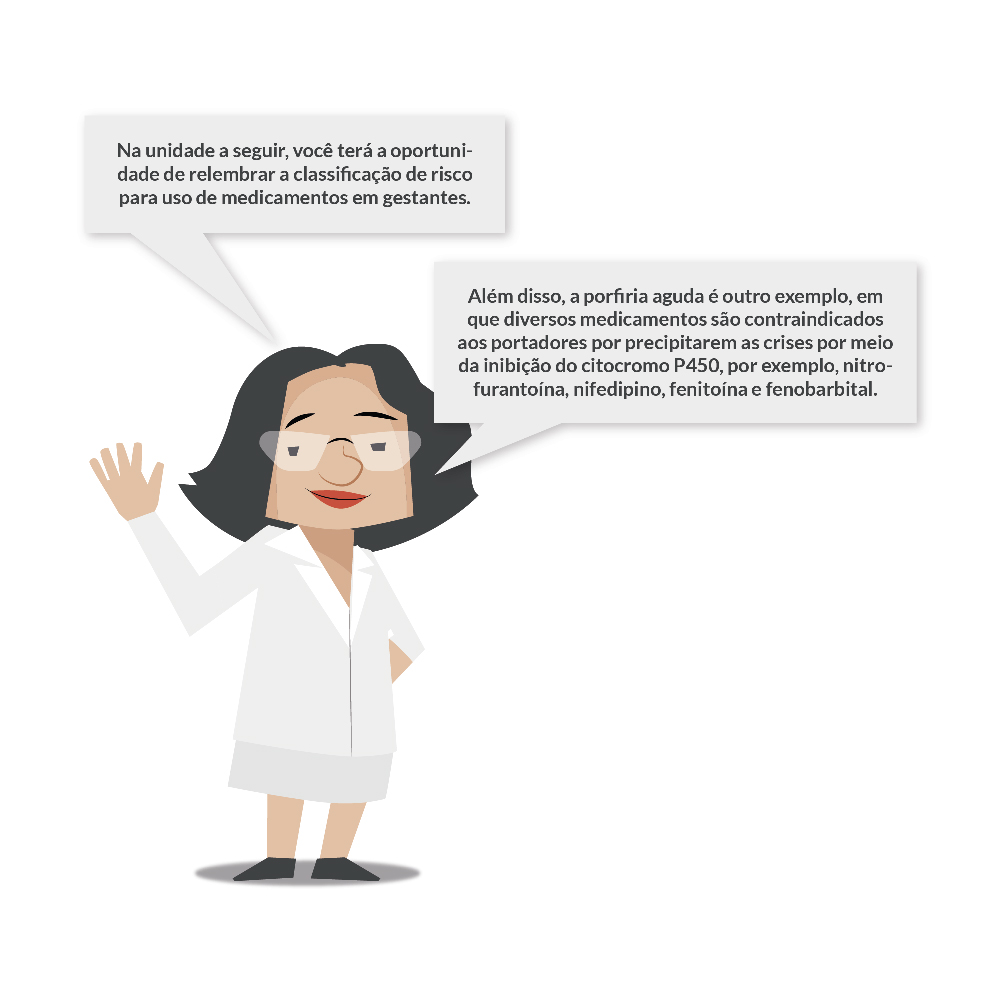 Na unidade a seguir, você terá a oportuni-
dade de relembrar a classificação de risco
para uso de medicamentos em gestantes.
Além disso, a porfiria aguda é outro exemplo, em
que diversos medicamentos são contraindicados
aos portadores por precipitarem as crises por meio
da inibição do citocromo P450, por exemplo, nitro-
furantoína, nifedipino, fenitoína e fenobarbital.